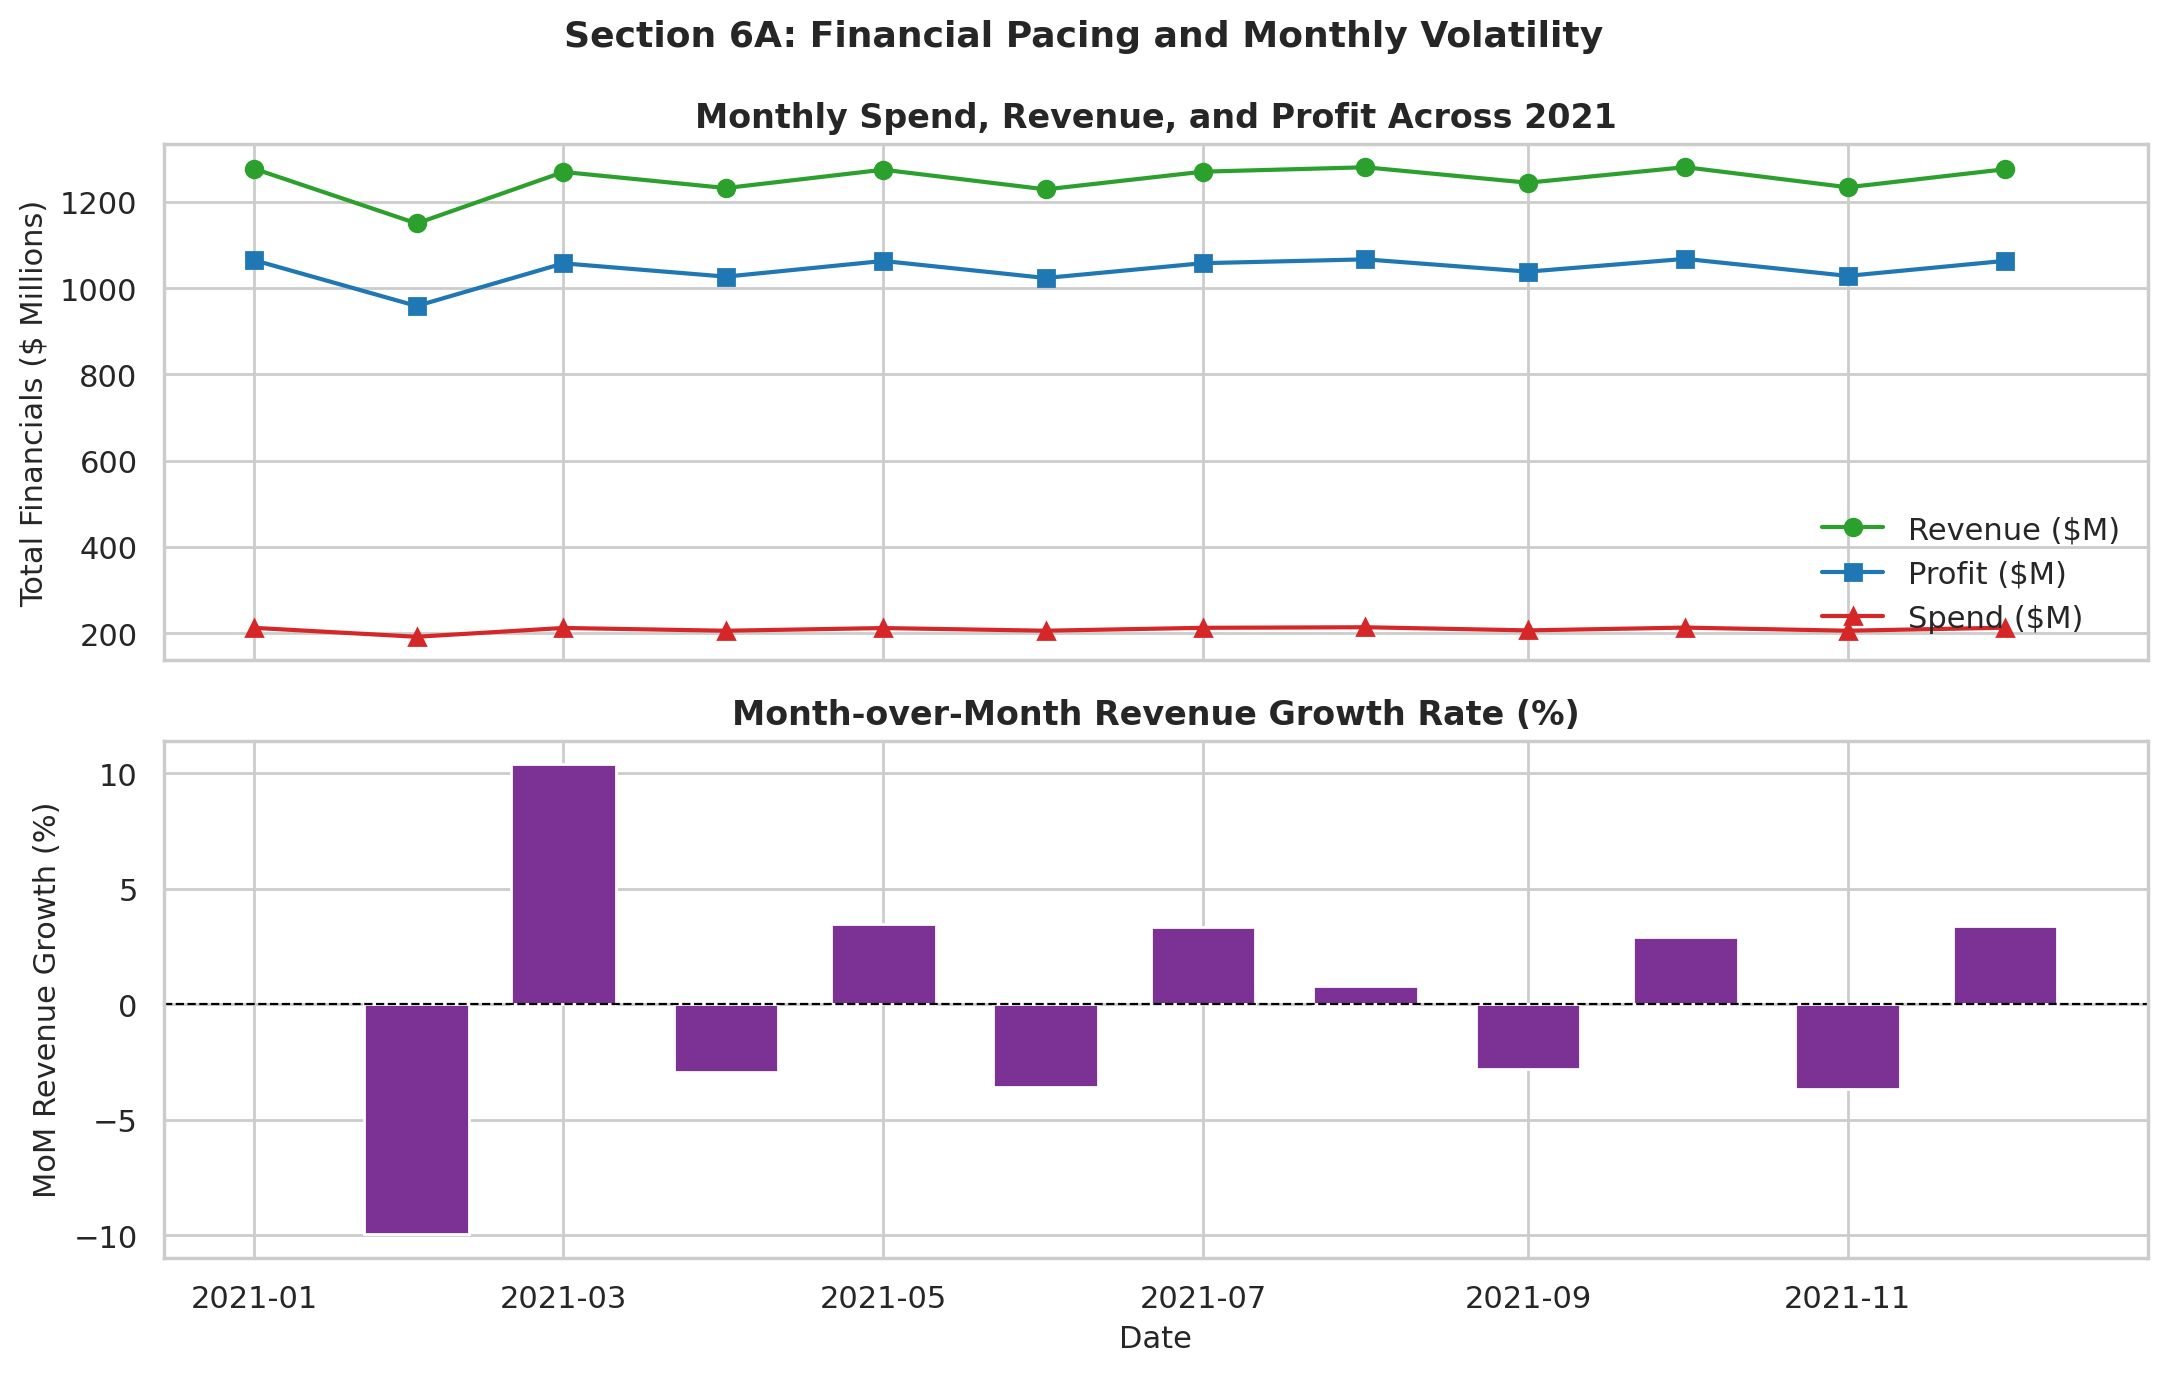 Section 6A: Financial Pacing and Monthly Volatility
Monthly Spend, Revenue, and Profit Across 2021
Total Financials ($ Millions)
1200
1000
800
600
400
200
Revenue ($M)
Profit ($M)
Spend ($M)
Month-over-Month Revenue Growth Rate (%)
MoM Revenue Growth (%)
10
5
0
−5
−10
2021-01
2021-03
2021-05
2021-07
2021-09
2021-11
Date